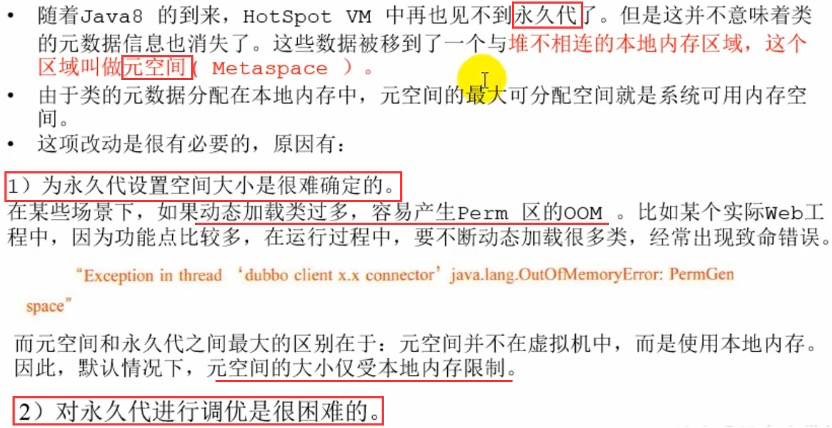 • 随着Java8 的到来，HotSpot VM 中再也见不到永久代了。但是这并不意味着类
的元数据信息也消失了。这些数据被移到了一个与堆不相连的本地内存区域，这个
区域叫做元空间( Metaspace )。
• 由于类的元数据分配在本地内存中，元空间的最大可分配空间就是系统可用内存空
间。
• 这项改动是很有必要的，原因有：
1）为永久代设置空间大小是很难确定的。
在某些场景下，如果动态加载类过多，容易产生Perm 区的OOM 。比如某个实际Web工
程中，因为功能点比较多，在运行过程中，要不断动态加载很多类，经常出现致命错误。
“Exception in thread ‘dubbo client x.x connector’ java.lang.OutOfMemoryError: PermGen
space”
而元空间和永久代之间最大的区别在于：元空间并不在虚拟机中，而是使用本地内存。
因此，默认情况下，元空间的大小仅受本地内存限制。
2）对永久代进行调优是很困难的。